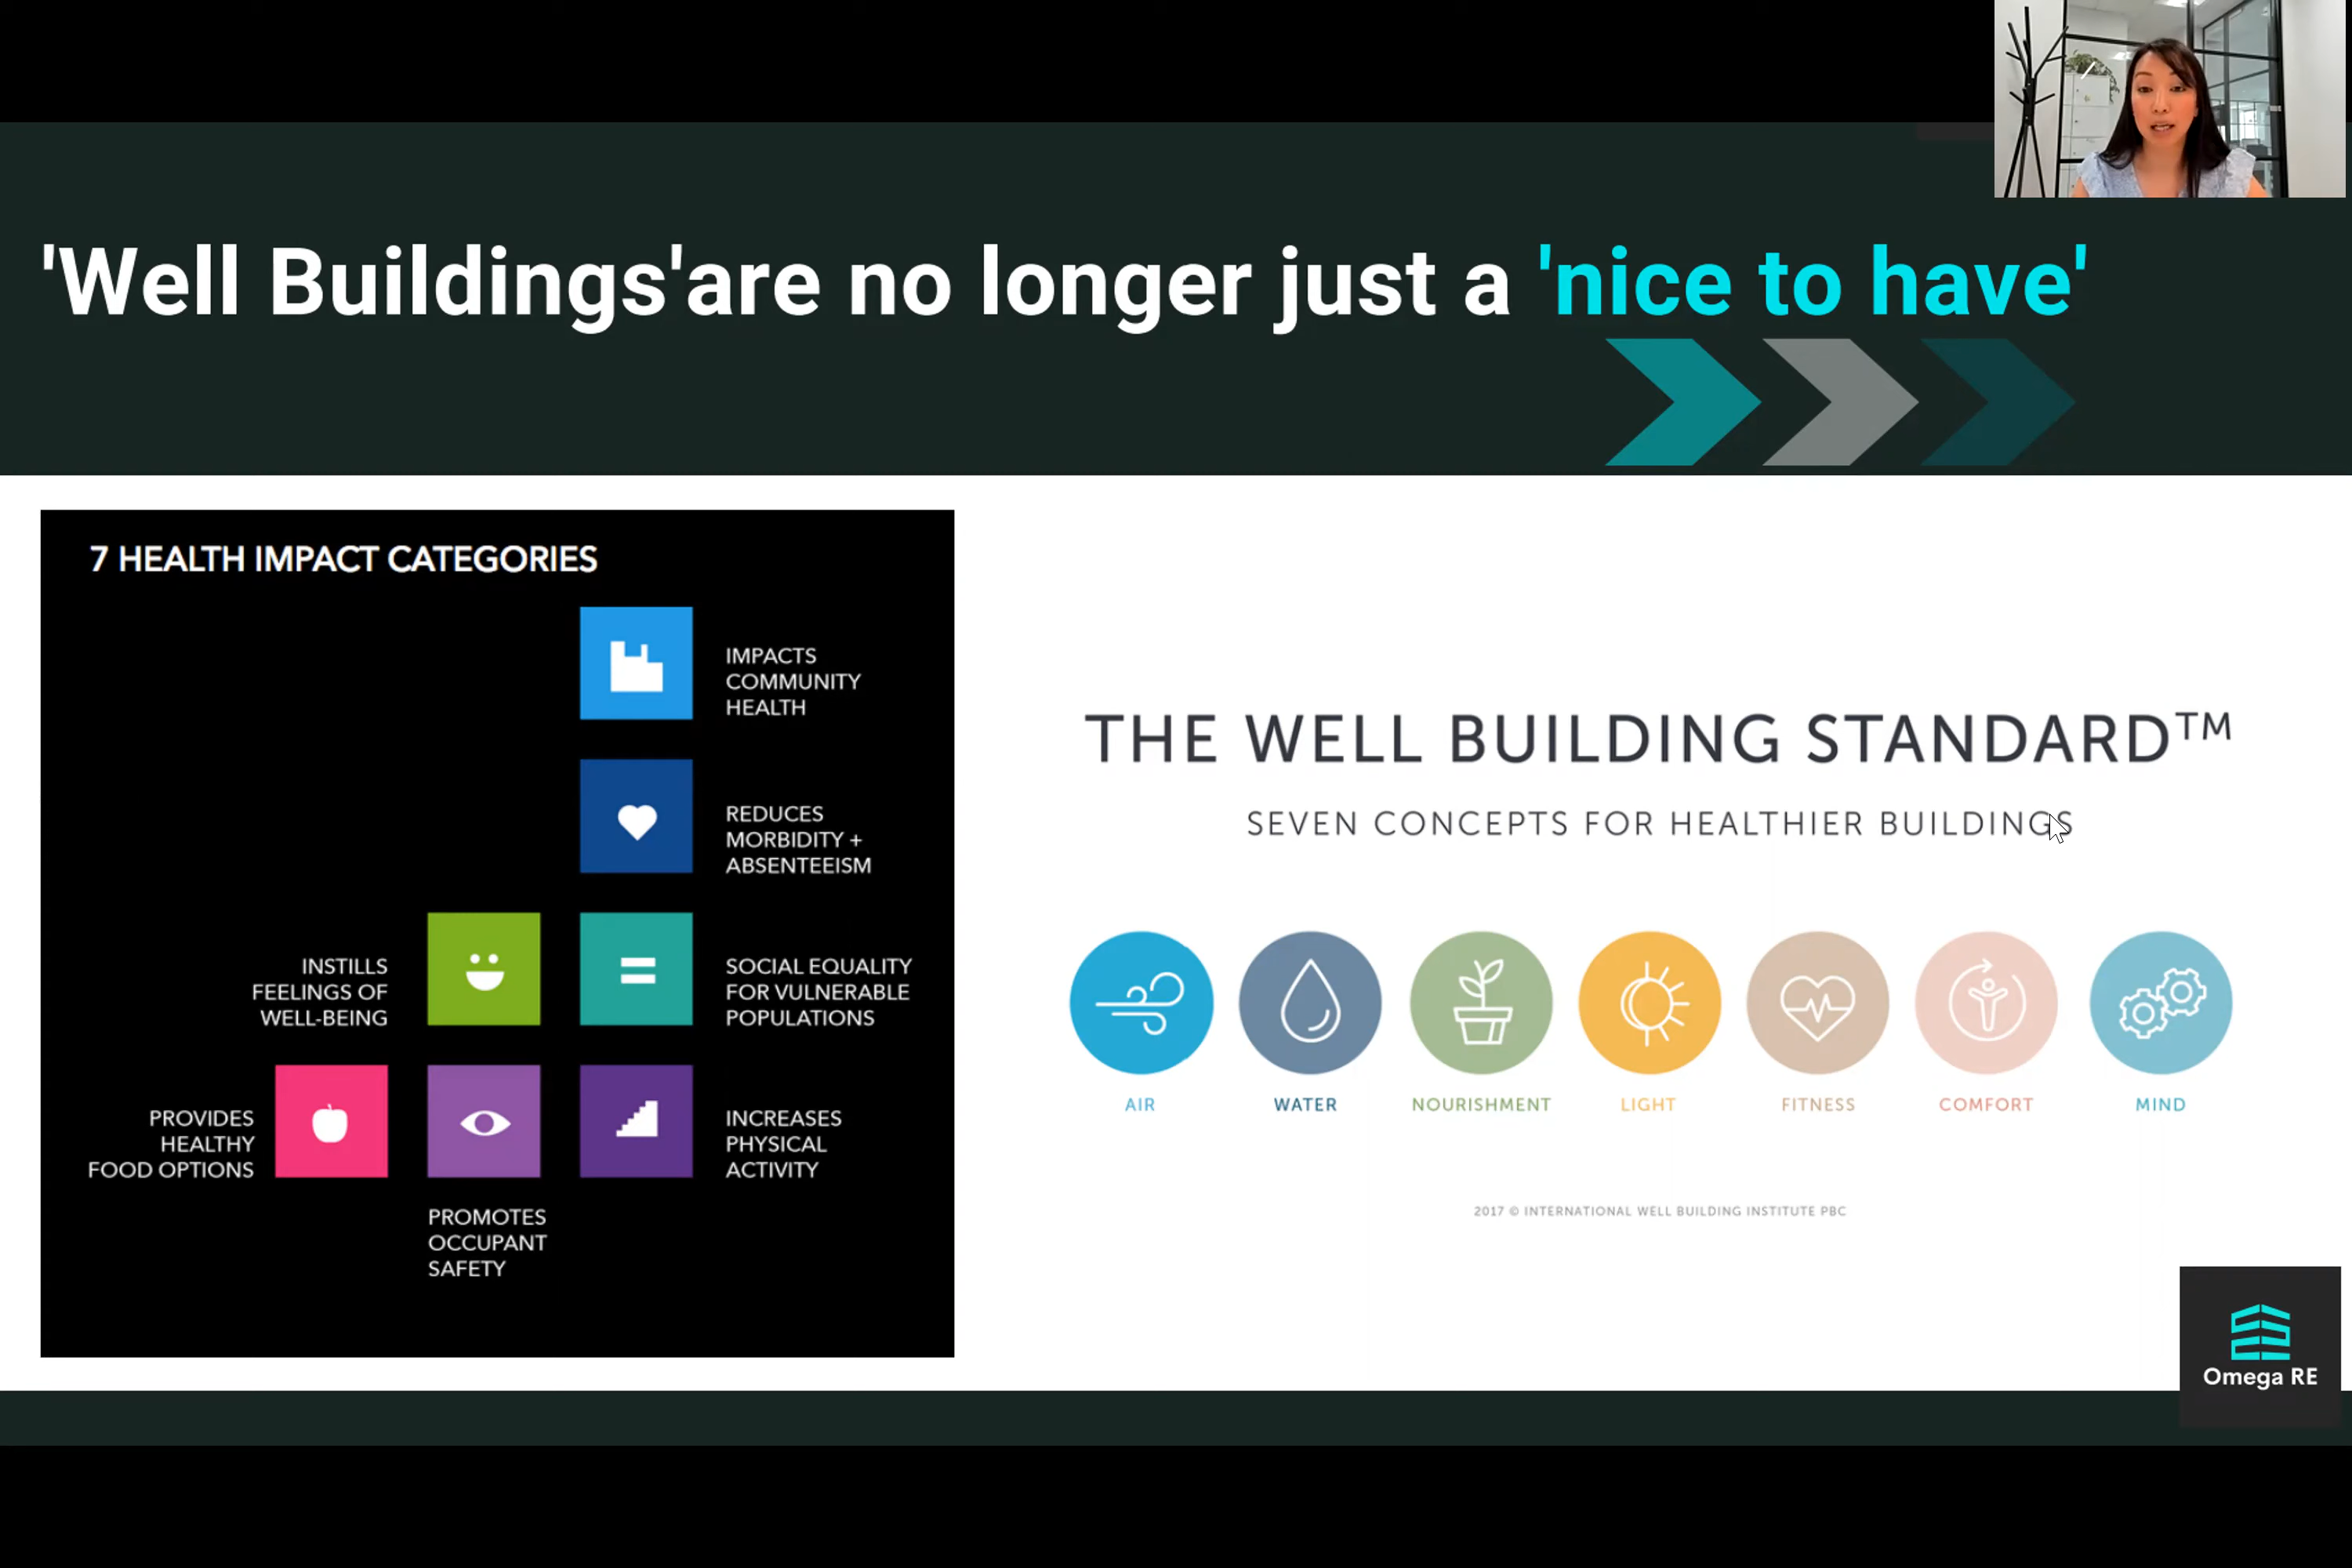 'Well Buildings'are no longer just a 'nice to have'
7 HEALTH IMPACT CATEGORIES
IMPACTS
COMMUNITY
HEALTH
REDUCES
MORBIDITY +
ABSENTEEISM
INSTILLS
FEELINGS OF
WELL-BEING
SOCIAL EQUALITY
FOR VULNERABLE
POPULATIONS
PROVIDES
HEALTHY
FOOD OPTIONS
INCREASES
PHYSICAL
ACTIVITY
PROMOTES
OCCUPANT
SAFETY
THE WELL BUILDING STANDARD™
SEVEN CONCEPTS FOR HEALTHIER BUILDINGS
AIR
WATER
NOURISHMENT
LIGHT
FITNESS
COMFORT
MIND
2017 © INTERNATIONAL WELL BUILDING INSTITUTE PBC
Omega RE